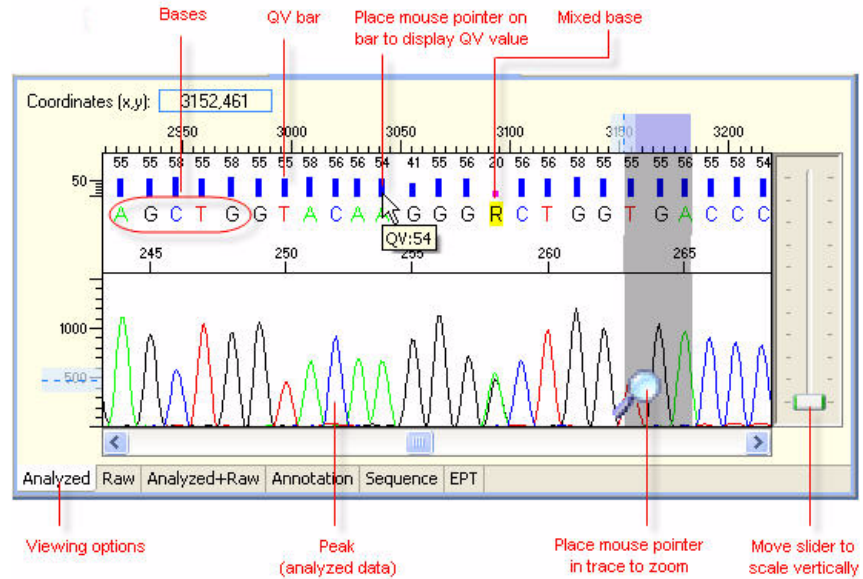 Bases QV bar Place mouse pointer on Mixed base
bar to display QV value
Coordinates (x,y): 3152,461
2950 3000 3050 3100 3150 3200
55 55 58 55 58 55 55 58 56 56 54 41 55 56 20 56 56 55 55 55 56 55 58 54
50
A G C T G G T A C A A G G G R C T G G T G A C C C
QV:54
245 250 255 260 265
1000
500
Analyzed Raw Analyzed+Raw Annotation Sequence EPT
Viewing options Peak Place mouse pointer Move slider to
(analyzed data) in trace to zoom scale vertically